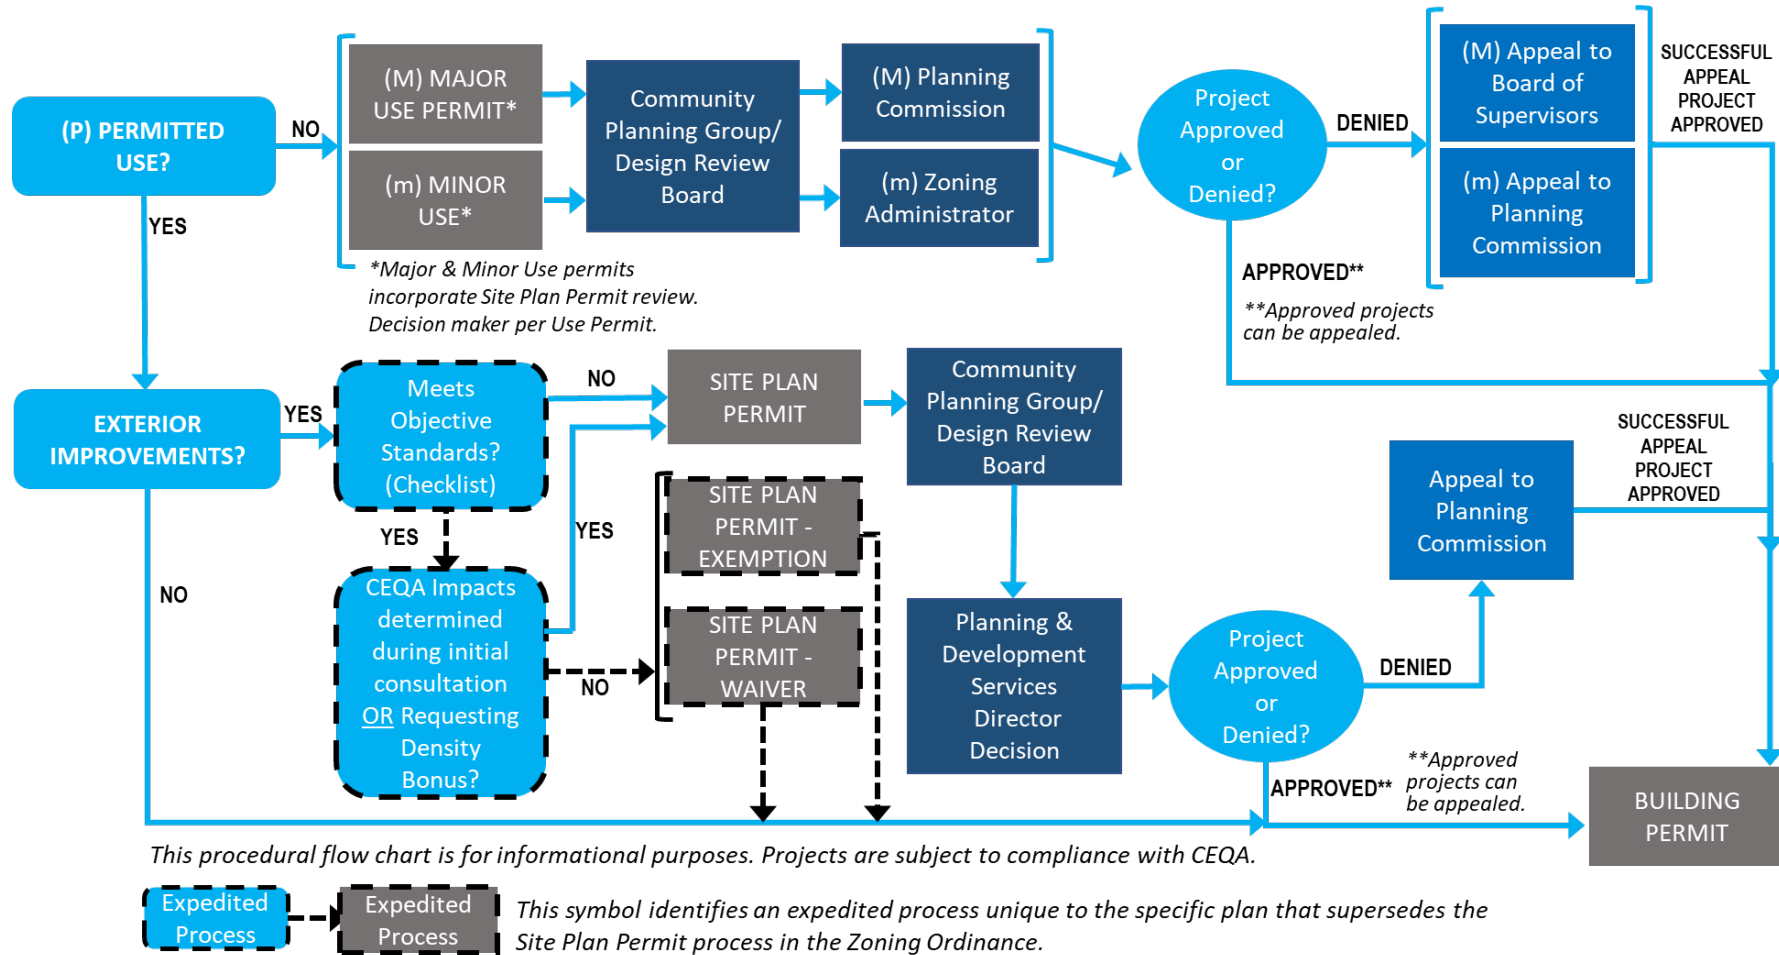 (P) PERMITTED
USE?
NO
YES
(M) MAJOR
USE PERMIT*
(m) MINOR
USE*
*Major & Minor Use permits
incorporate Site Plan Permit review.
Decision maker per Use Permit.
Community
Planning Group/
Design Review
Board
(M) Planning
Commission
(m) Zoning
Administrator
Project
Approved
or
Denied?
DENIED
APPROVED**
**Approved projects
can be appealed.
(M) Appeal to
Board of
Supervisors
(m) Appeal to
Planning
Commission
SUCCESSFUL
APPEAL
PROJECT
APPROVED
EXTERIOR
IMPROVEMENTS?
YES
NO
Meets
Objective
Standards?
(Checklist)
NO
YES
CEQA Impacts
determined
during initial
consultation
OR Requesting
Density
Bonus?
YES
NO
SITE PLAN
PERMIT
SITE PLAN
PERMIT -
EXEMPTION
SITE PLAN
PERMIT -
WAIVER
Community
Planning Group/
Design Review
Board
Planning &
Development
Services
Director
Decision
Project
Approved
or
Denied?
DENIED
APPROVED**
**Approved
projects can
be appealed.
Appeal to
Planning
Commission
SUCCESSFUL
APPEAL
PROJECT
APPROVED
BUILDING
PERMIT
This procedural flow chart is for informational purposes. Projects are subject to compliance with CEQA.
Expedited
Process
Expedited
Process
This symbol identifies an expedited process unique to the specific plan that supersedes the
Site Plan Permit process in the Zoning Ordinance.